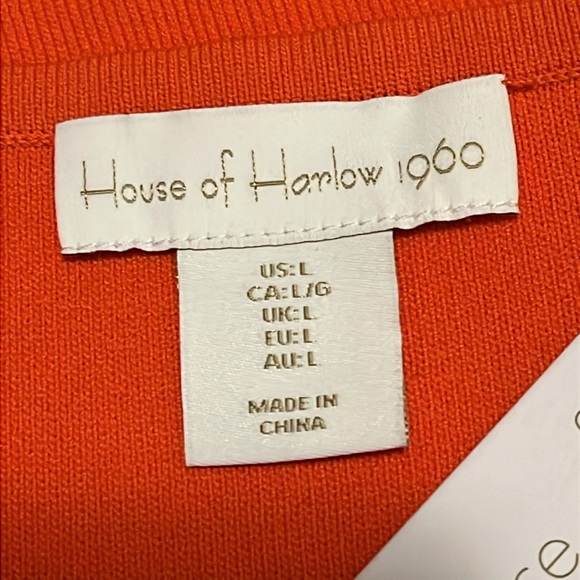 House of Harlow 1960
US: L
CA: L/G
UK: L
EU: L
AU: L
MADE IN
CHINA